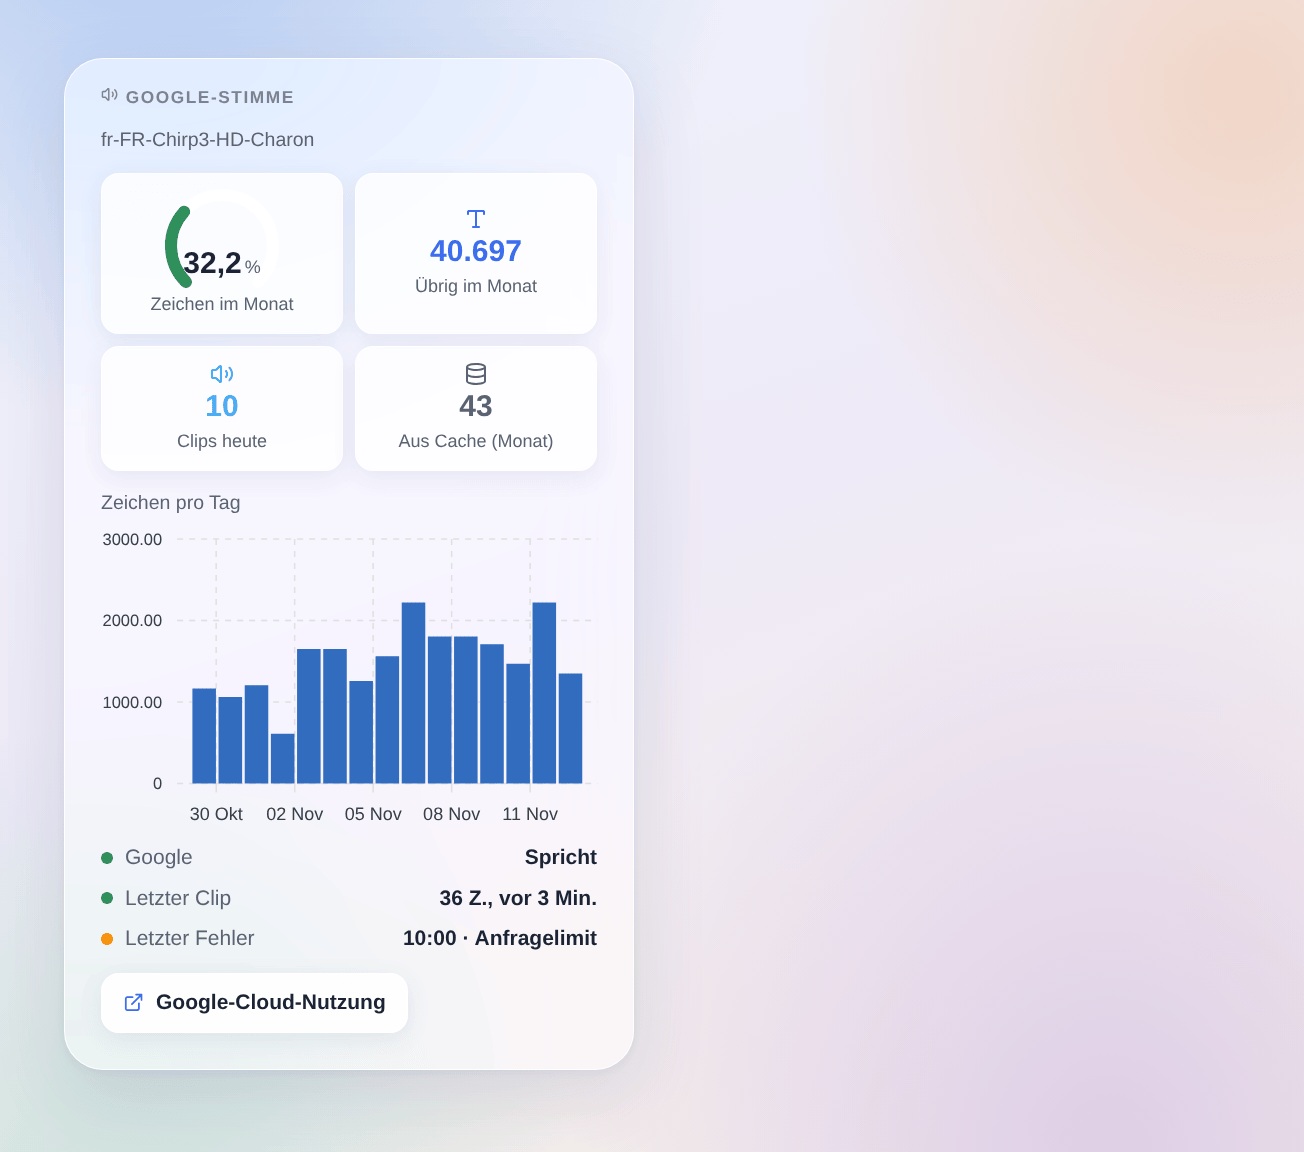 GOOGLE-STIMME
fr-FR-Chirp3-HD-Charon
32,2 %
Zeichen im Monat
40.697
Übrig im Monat
10
Clips heute
43
Aus Cache (Monat)
Zeichen pro Tag
3000.00
2000.00
1000.00
0
30 Okt 02 Nov 05 Nov 08 Nov 11 Nov
Google Spricht
Letzter Clip 36 Z., vor 3 Min.
Letzter Fehler 10:00 · Anfragelimit
Google-Cloud-Nutzung